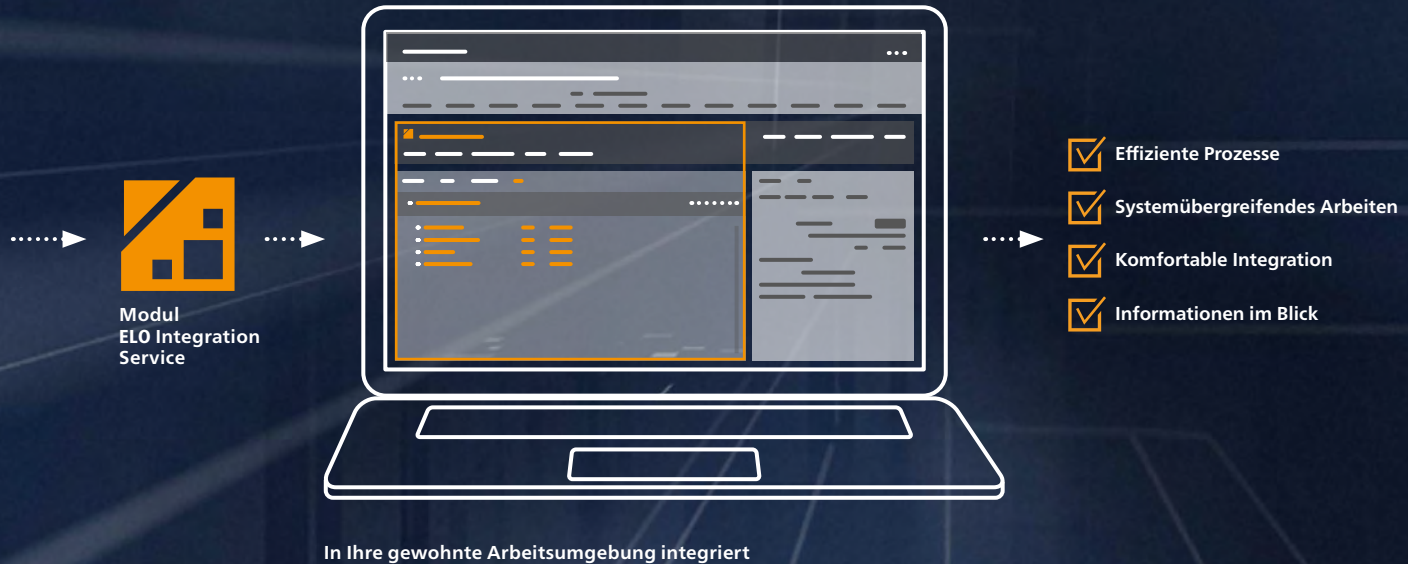 Modul
ELO Integration
Service
Effiziente Prozesse
Systemübergreifendes Arbeiten
Komfortable Integration
Informationen im Blick
In Ihre gewohnte Arbeitsumgebung integriert